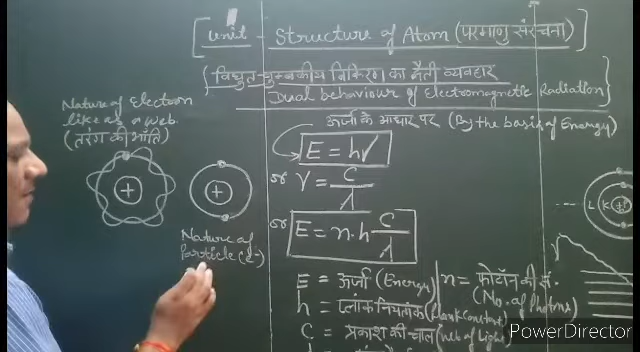 Unit - Structure of Atom (परमाणु संरचना)
विद्युत-चुम्बकीय विकिरण का द्वैती व्यवहार
Dual behaviour of Electromagnetic Radiation
Nature of Electron
like as a web.
(तरंग की भाँति)
ऊर्जा के आधार पर (By the basis of Energy)
E = hν
or ν = C/λ
or E = n.h C/λ
+
+
Nature of
Particle (e-)
L K +
E = ऊर्जा (Energy)
n = फोटॉन की सं.
(No. of Photons)
h = प्लांक नियतांक (Plank Constant)
C = प्रकाश की चाल (Veb of Light)
PowerDirector